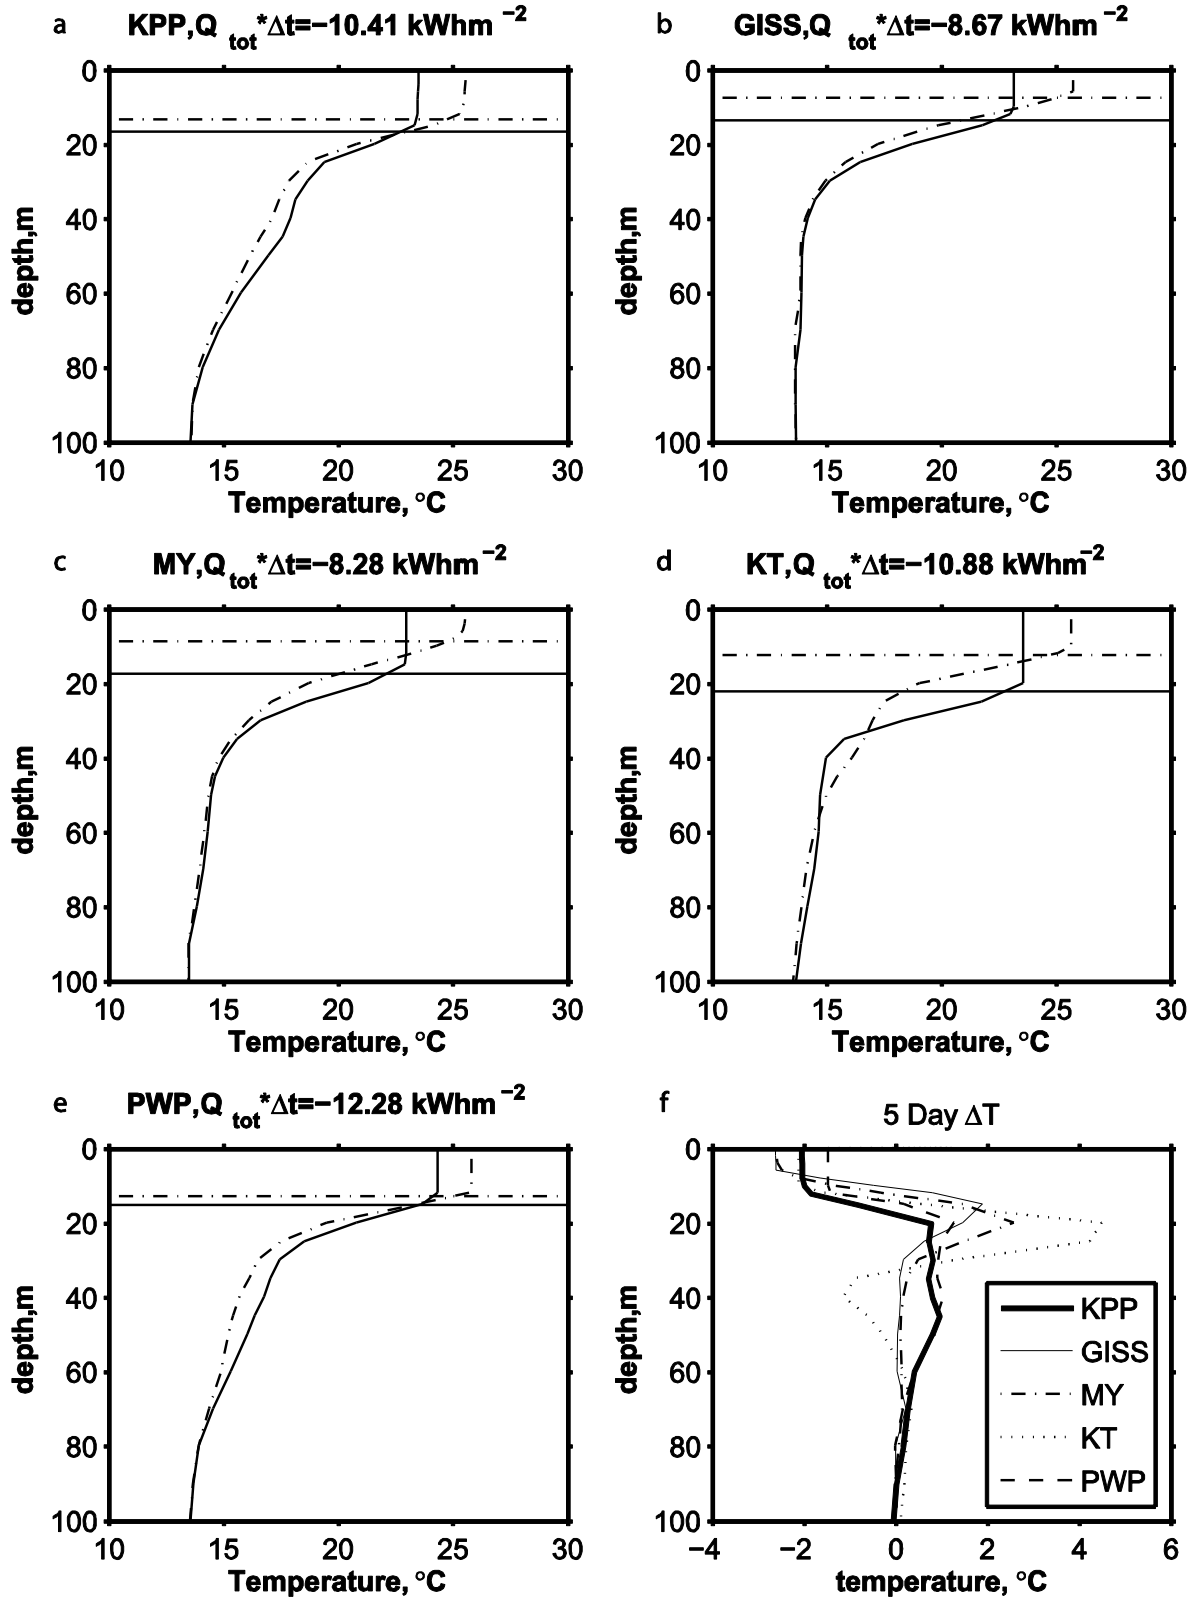 a KPP,Q tot*Δt=−10.41 kWhm −2
0
20
40
60
80
100
depth,m
10 15 20 25 30
Temperature, °C
b GISS,Q tot*Δt=−8.67 kWhm −2
0
20
40
60
80
100
depth,m
10 15 20 25 30
Temperature, °C
c MY,Q tot*Δt=−8.28 kWhm −2
0
20
40
60
80
100
depth,m
10 15 20 25 30
Temperature, °C
d KT,Q tot*Δt=−10.88 kWhm −2
0
20
40
60
80
100
depth,m
10 15 20 25 30
Temperature, °C
e PWP,Q tot*Δt=−12.28 kWhm −2
0
20
40
60
80
100
depth,m
10 15 20 25 30
Temperature, °C
f 5 Day ΔT
0
20
40
60
80
100
depth,m
−4 −2 0 2 4 6
temperature, °C
KPP
GISS
MY
KT
PWP